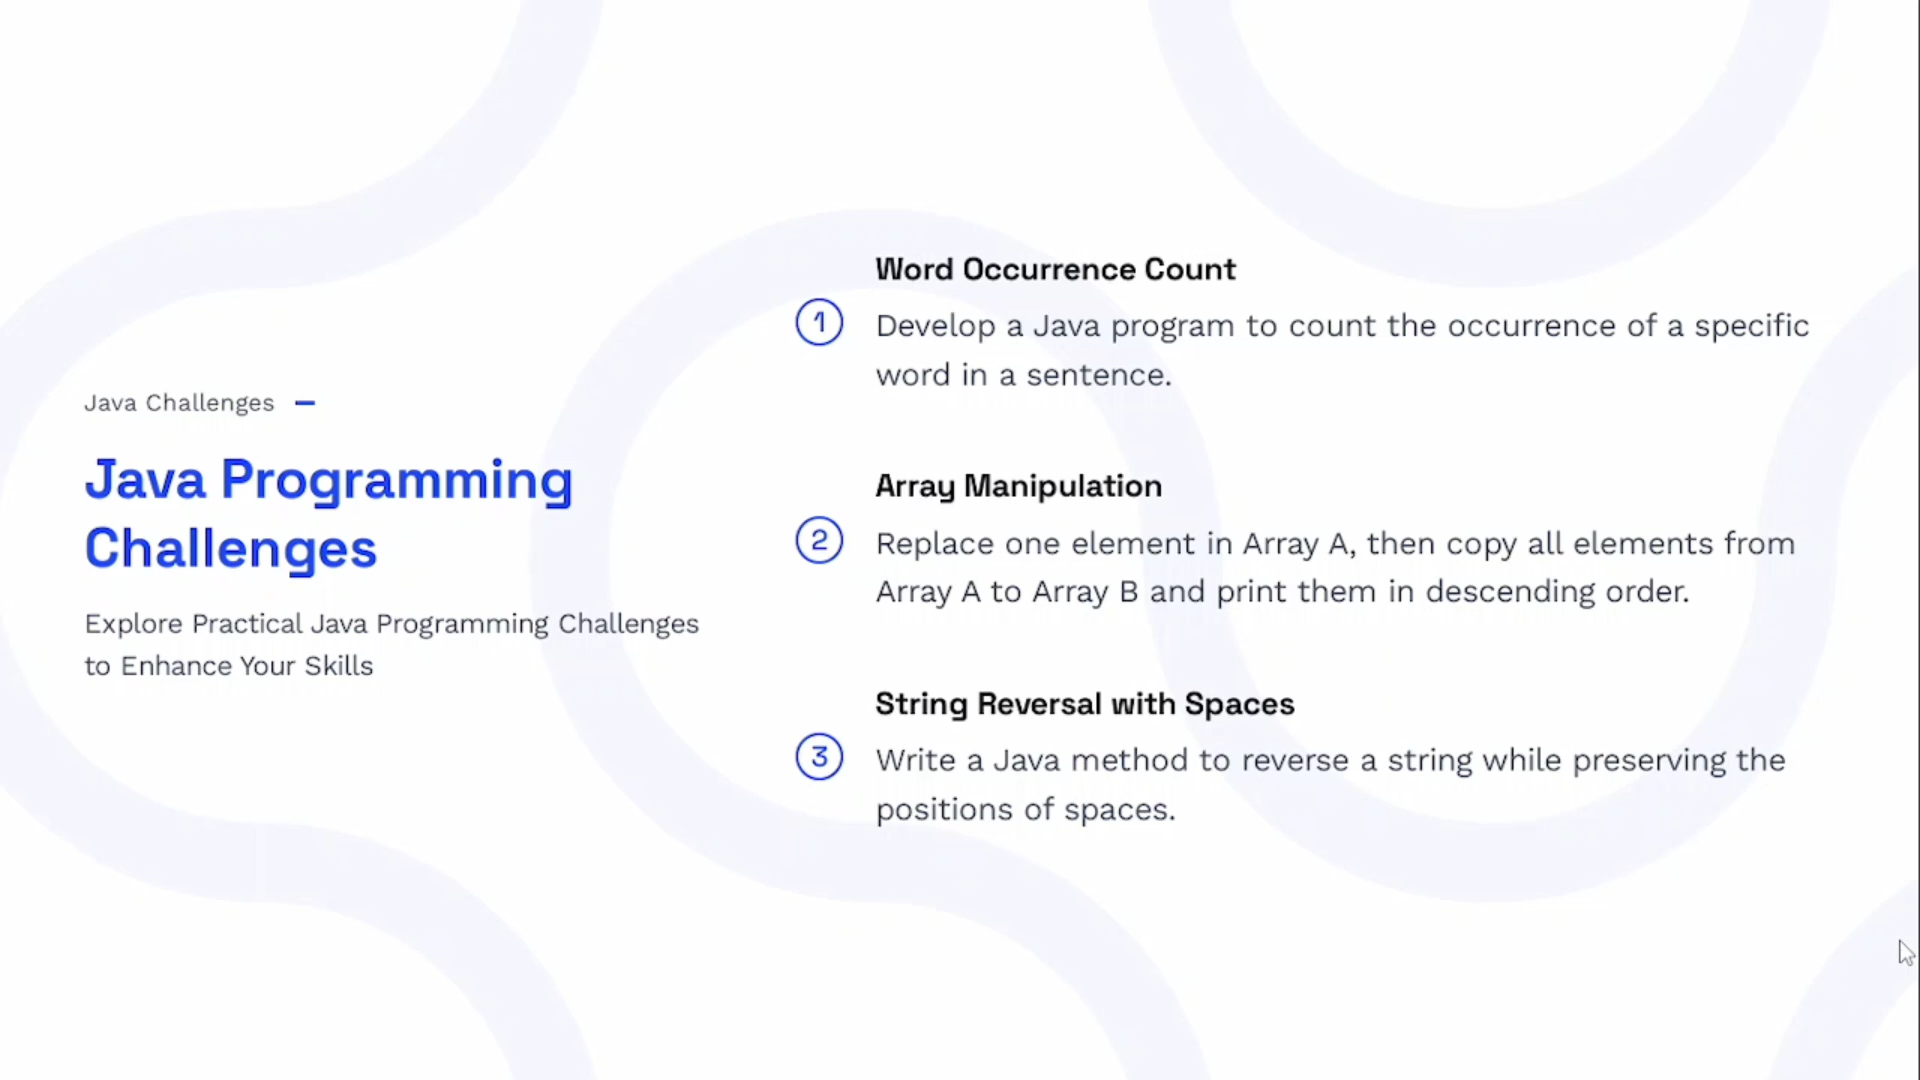 Java Challenges
Java Programming
Challenges
Explore Practical Java Programming Challenges
to Enhance Your Skills
Word Occurrence Count
1
Develop a Java program to count the occurrence of a specific
word in a sentence.
Array Manipulation
2
Replace one element in Array A, then copy all elements from
Array A to Array B and print them in descending order.
String Reversal with Spaces
3
Write a Java method to reverse a string while preserving the
positions of spaces.